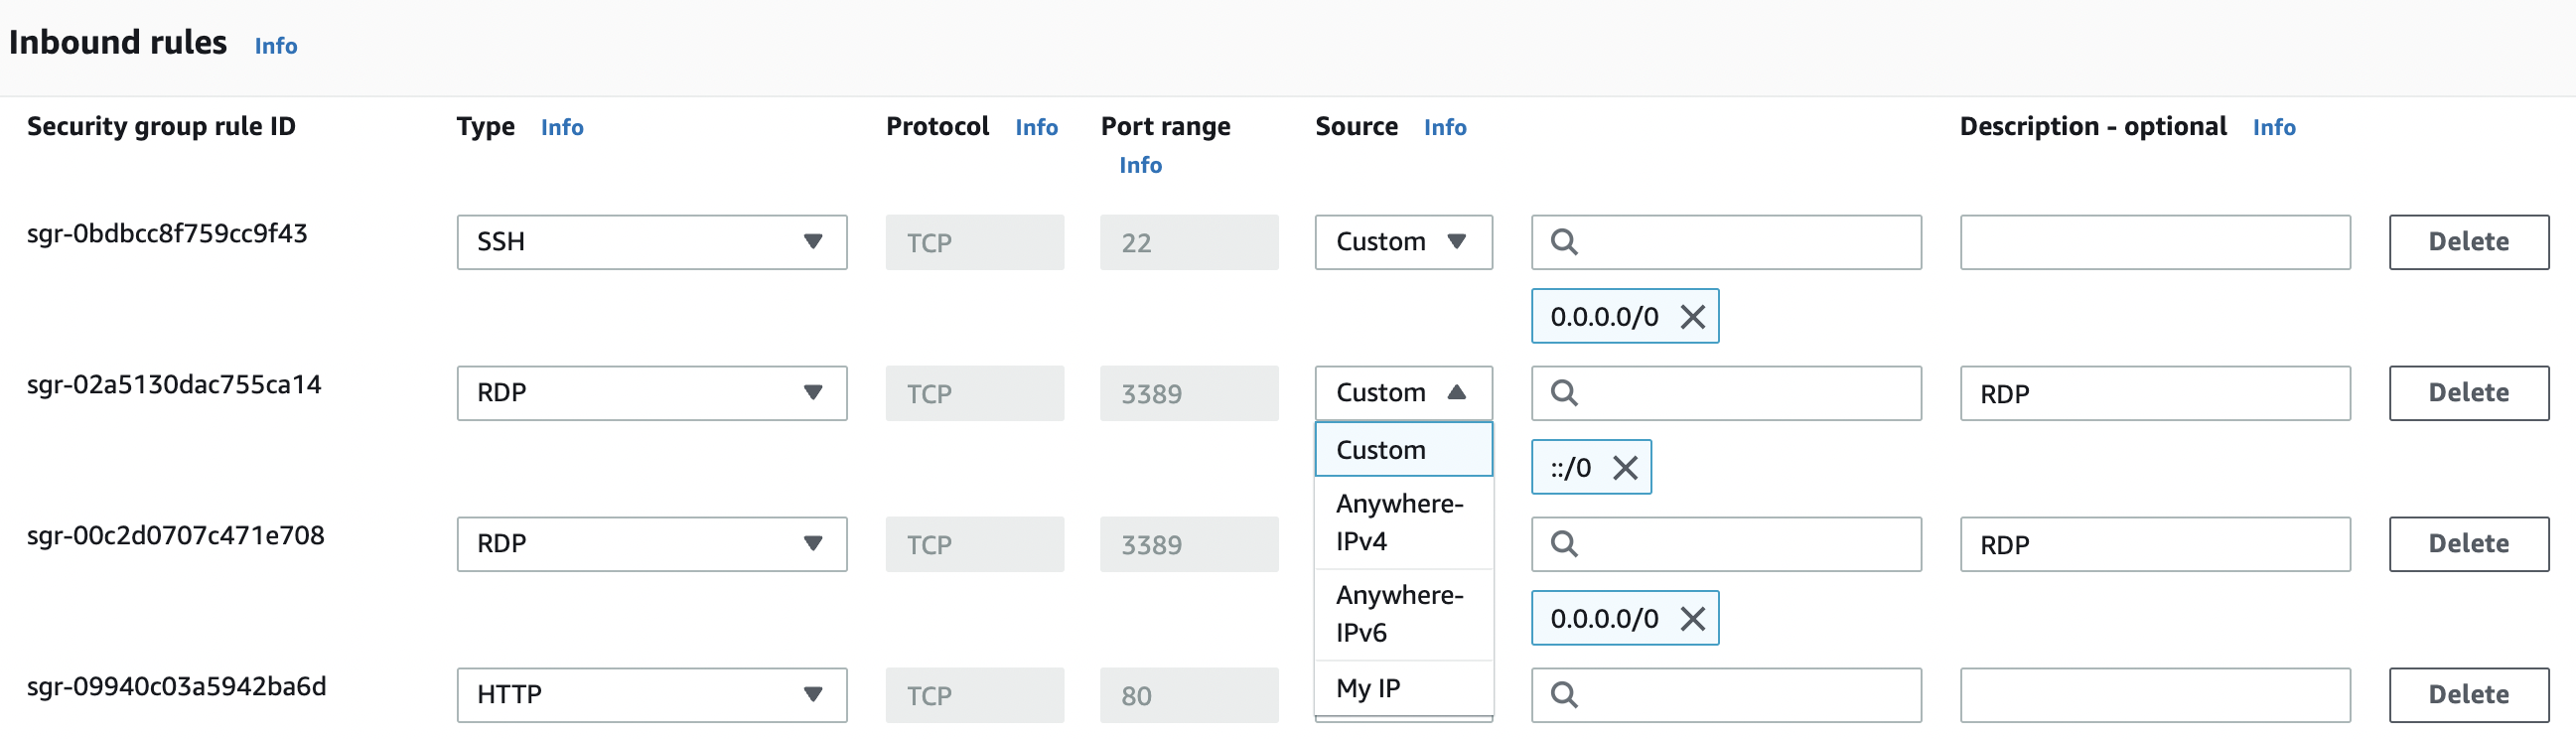 Inbound rules Info
Security group rule ID Type Info Protocol Info Port range Info Source Info Description - optional Info
sgr-0bdbcc8f759cc9f43 SSH TCP 22 Custom Delete
0.0.0.0/0
sgr-02a5130dac755ca14 RDP TCP 3389 Custom RDP Delete
Custom
::/0
Anywhere-
IPv4
sgr-00c2d0707c471e708 RDP TCP 3389 RDP Delete
Anywhere-
IPv6
0.0.0.0/0
sgr-09940c03a5942ba6d HTTP TCP 80 My IP Delete